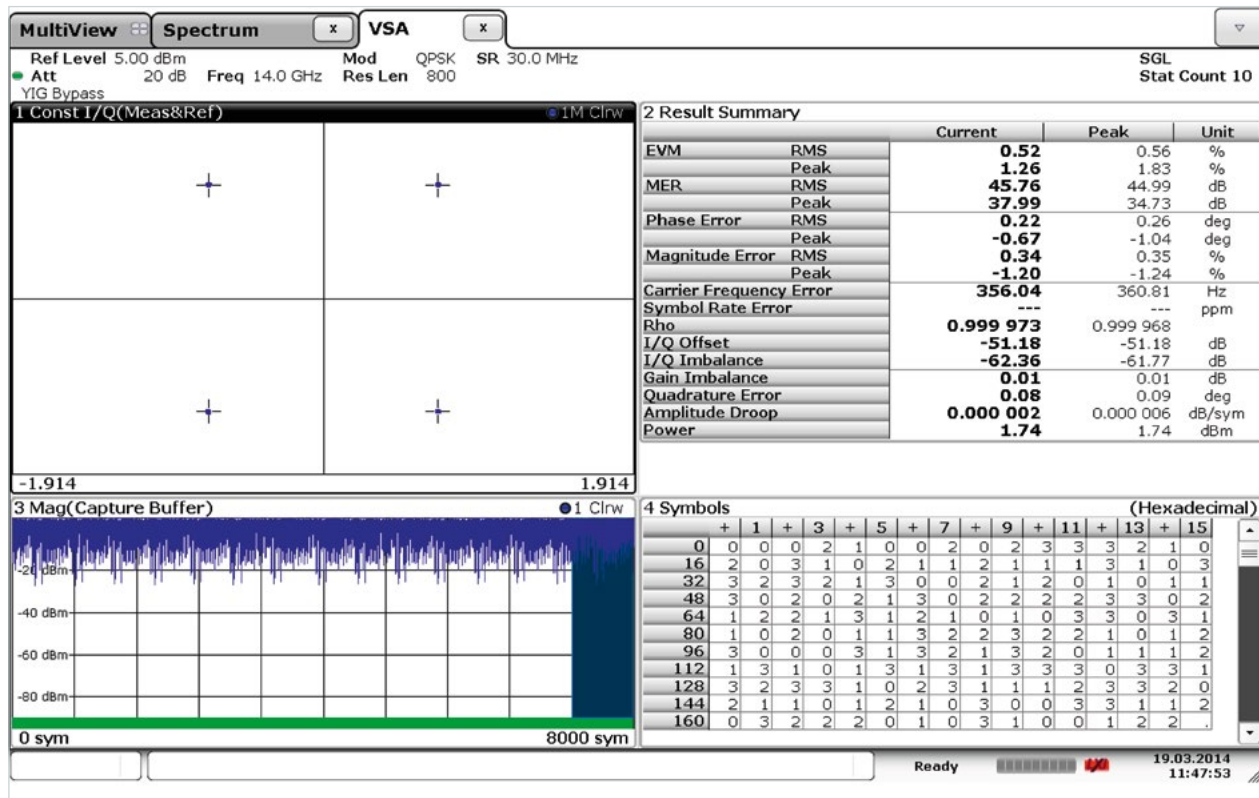 MultiView Spectrum x VSA x
Ref Level 5.00 dBm Mod QPSK SR 30.0 MHz SGL
Att 20 dB Freq 14.0 GHz Res Len 800 Stat Count 10
YIG Bypass
1 Const I/Q(Meas&Ref) 1M Clrw
-1.914 1.914
2 Result Summary
Current Peak Unit
EVM RMS 0.52 0.56 %
Peak 1.26 1.83 %
MER RMS 45.76 44.99 dB
Peak 37.99 34.73 dB
Phase Error RMS 0.22 0.26 deg
Peak -0.67 -1.04 deg
Magnitude Error RMS 0.34 0.35 %
Peak -1.20 -1.24 %
Carrier Frequency Error 356.04 360.81 Hz
Symbol Rate Error --- --- ppm
Rho 0.999 973 0.999 968
I/Q Offset -51.18 -51.18 dB
I/Q Imbalance -62.36 -61.77 dB
Gain Imbalance 0.01 0.01 dB
Quadrature Error 0.08 0.09 deg
Amplitude Droop 0.000 002 0.000 006 dB/sym
Power 1.74 1.74 dBm
3 Mag(Capture Buffer) 1 Clrw
-20 dBm
-40 dBm
-60 dBm
-80 dBm
0 sym 8000 sym
4 Symbols (Hexadecimal)
+ 1 + 3 + 5 + 7 + 9 + 11 + 13 + 15
0 0 0 0 2 1 0 0 2 0 2 3 3 3 2 1 0
16 2 0 3 1 0 2 1 1 2 1 1 1 3 1 0 3
32 3 2 3 2 1 3 0 0 2 1 2 0 1 0 1 1
48 3 0 2 0 2 1 3 0 2 2 2 2 3 3 0 2
64 1 2 2 1 3 1 2 1 0 1 0 3 3 0 3 1
80 1 0 2 0 1 1 3 2 2 3 2 2 1 0 1 2
96 3 0 0 0 3 1 3 2 1 3 2 0 1 1 1 2
112 1 3 1 0 1 3 1 3 1 3 3 3 0 3 3 1
128 3 2 3 3 1 0 2 3 1 1 1 2 3 3 2 0
144 2 1 1 0 1 2 1 0 3 0 0 3 3 1 1 2
160 0 3 2 2 2 0 1 0 3 1 0 0 1 2 2 .
Ready 19.03.2014
11:47:53